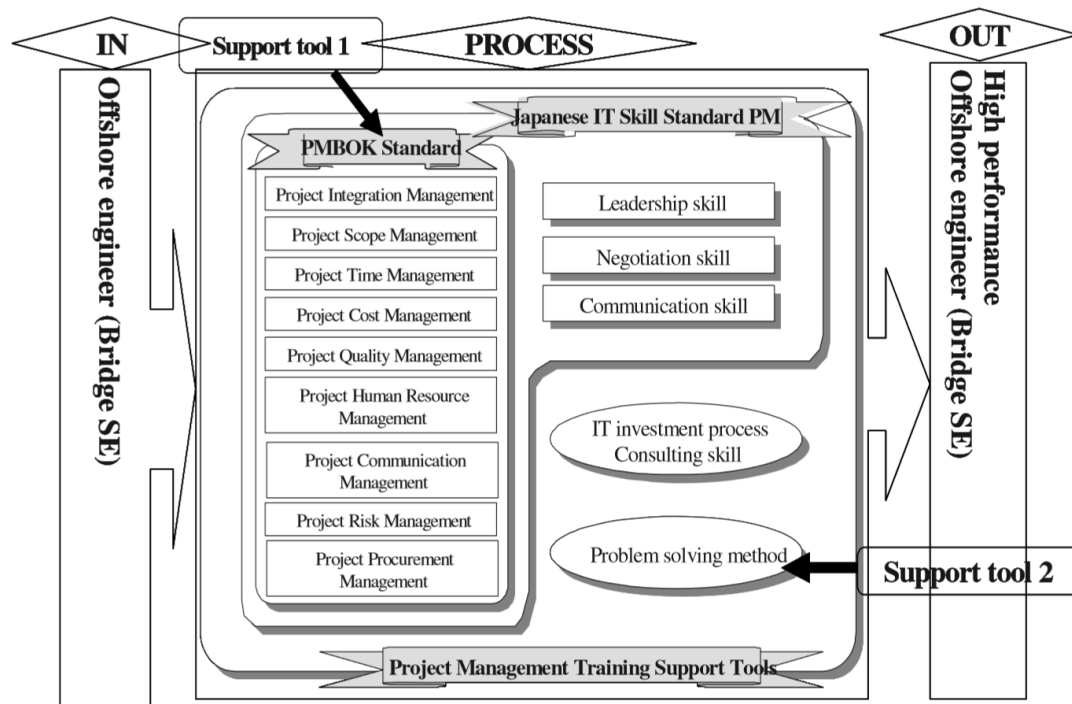 IN
Support tool 1
PROCESS
OUT
Offshore engineer (Bridge SE)
Japanese IT Skill Standard PM
PMBOK Standard
Project Integration Management
Project Scope Management
Project Time Management
Project Cost Management
Project Quality Management
Project Human Resource
Management
Project Communication
Management
Project Risk Management
Project Procurement
Management
Leadership skill
Negotiation skill
Communication skill
IT investment process
Consulting skill
Problem solving method
Support tool 2
Project Management Training Support Tools
High performance
Offshore engineer (Bridge SE)